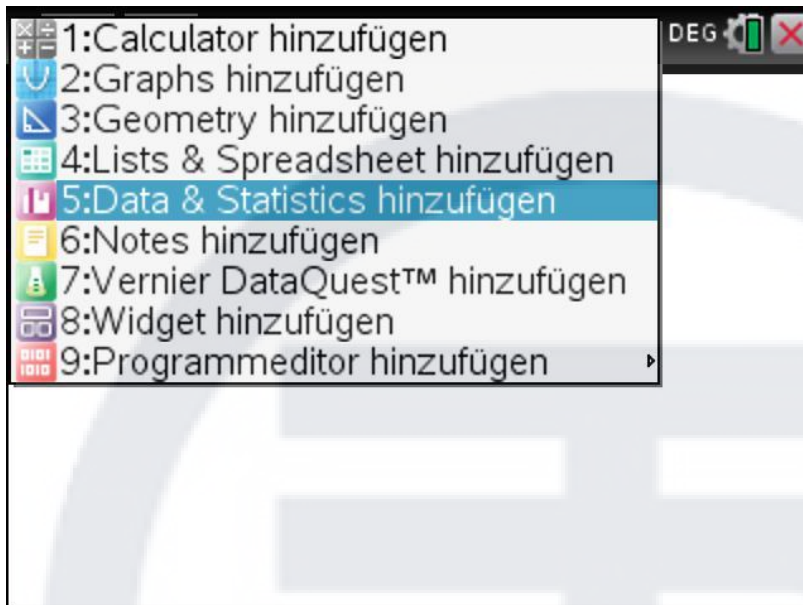 1:Calculator hinzufügen
DEG
2:Graphs hinzufügen
3:Geometry hinzufügen
4:Lists & Spreadsheet hinzufügen
5:Data & Statistics hinzufügen
6:Notes hinzufügen
7:Vernier DataQuest™ hinzufügen
8:Widget hinzufügen
9:Programmeditor hinzufügen